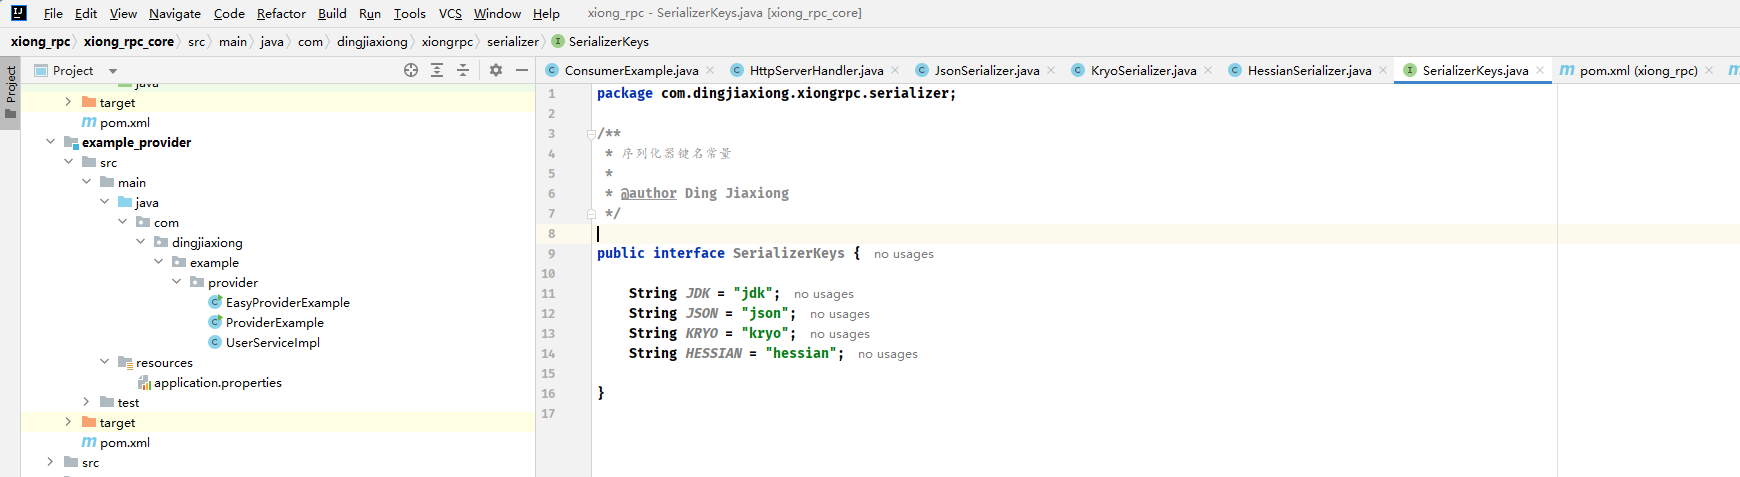 File Edit View Navigate Code Refactor Build Run Tools VCS Window Help xiong_rpc - SerializerKeys.java [xiong_rpc_core]
xiong_rpc xiong_rpc_core src main java com dingjiaxiong xiongrpc serializer SerializerKeys
Project
Project
java
target
pom.xml
example_provider
src
main
java
com
dingjiaxiong
example
provider
EasyProviderExample
ProviderExample
UserServiceImpl
resources
application.properties
test
target
pom.xml
src
ConsumerExample.java HttpServerHandler.java JsonSerializer.java KryoSerializer.java HessianSerializer.java SerializerKeys.java pom.xml (xiong_rpc)
1 package com.dingjiaxiong.xiongrpc.serializer;
2
3 /**
4 * 序列化器键名常量
5 *
6 * @author Ding Jiaxiong
7 */
8
9 public interface SerializerKeys { no usages
10
11 String JDK = "jdk"; no usages
12 String JSON = "json"; no usages
13 String KRYO = "kryo"; no usages
14 String HESSIAN = "hessian"; no usages
15
16 }
17